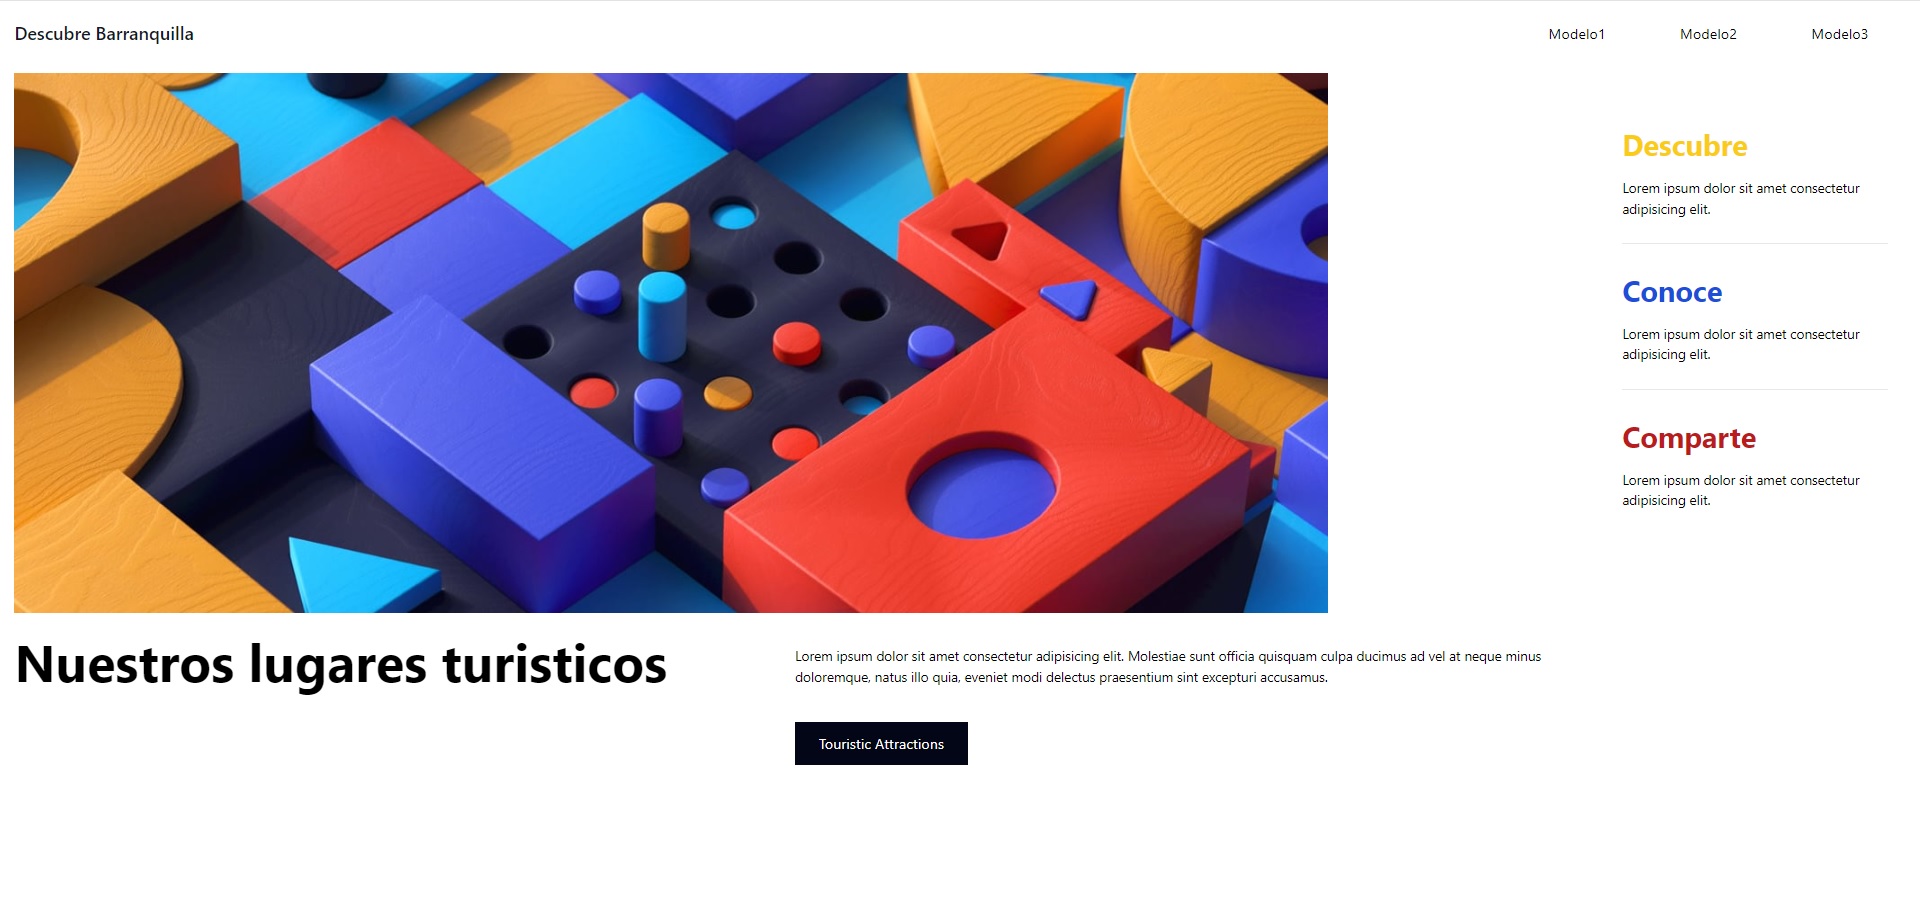 Descubre Barranquilla
Modelo1
Modelo2
Modelo3
Descubre
Lorem ipsum dolor sit amet consectetur
adipisicing elit.
Conoce
Lorem ipsum dolor sit amet consectetur
adipisicing elit.
Comparte
Lorem ipsum dolor sit amet consectetur
adipisicing elit.
Nuestros lugares turisticos
Lorem ipsum dolor sit amet consectetur adipisicing elit. Molestiae sunt officia quisquam culpa ducimus ad vel at neque minus
doloremque, natus illo quia, eveniet modi delectus praesentium sint excepturi accusamus.
Touristic Attractions